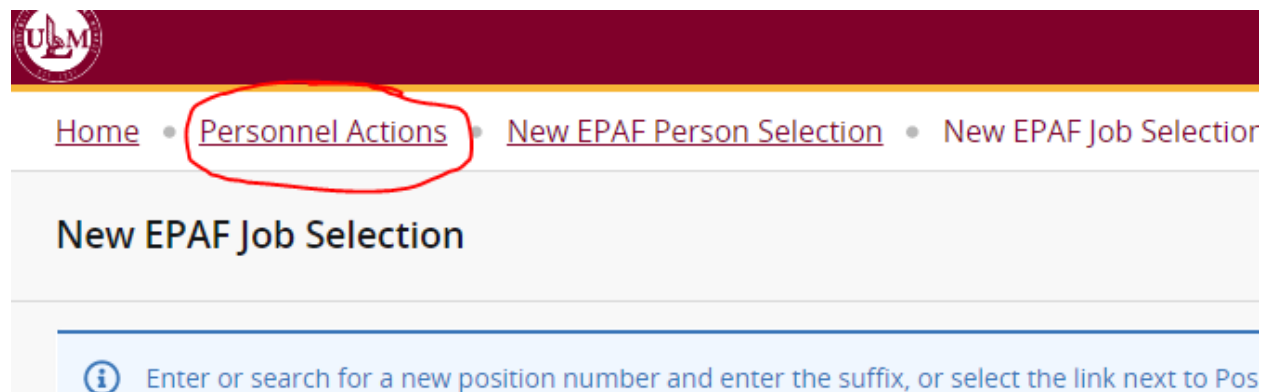 ULM
Home • Personnel Actions • New EPAF Person Selection • New EPAF Job Selection
New EPAF Job Selection
Enter or search for a new position number and enter the suffix, or select the link next to Pos